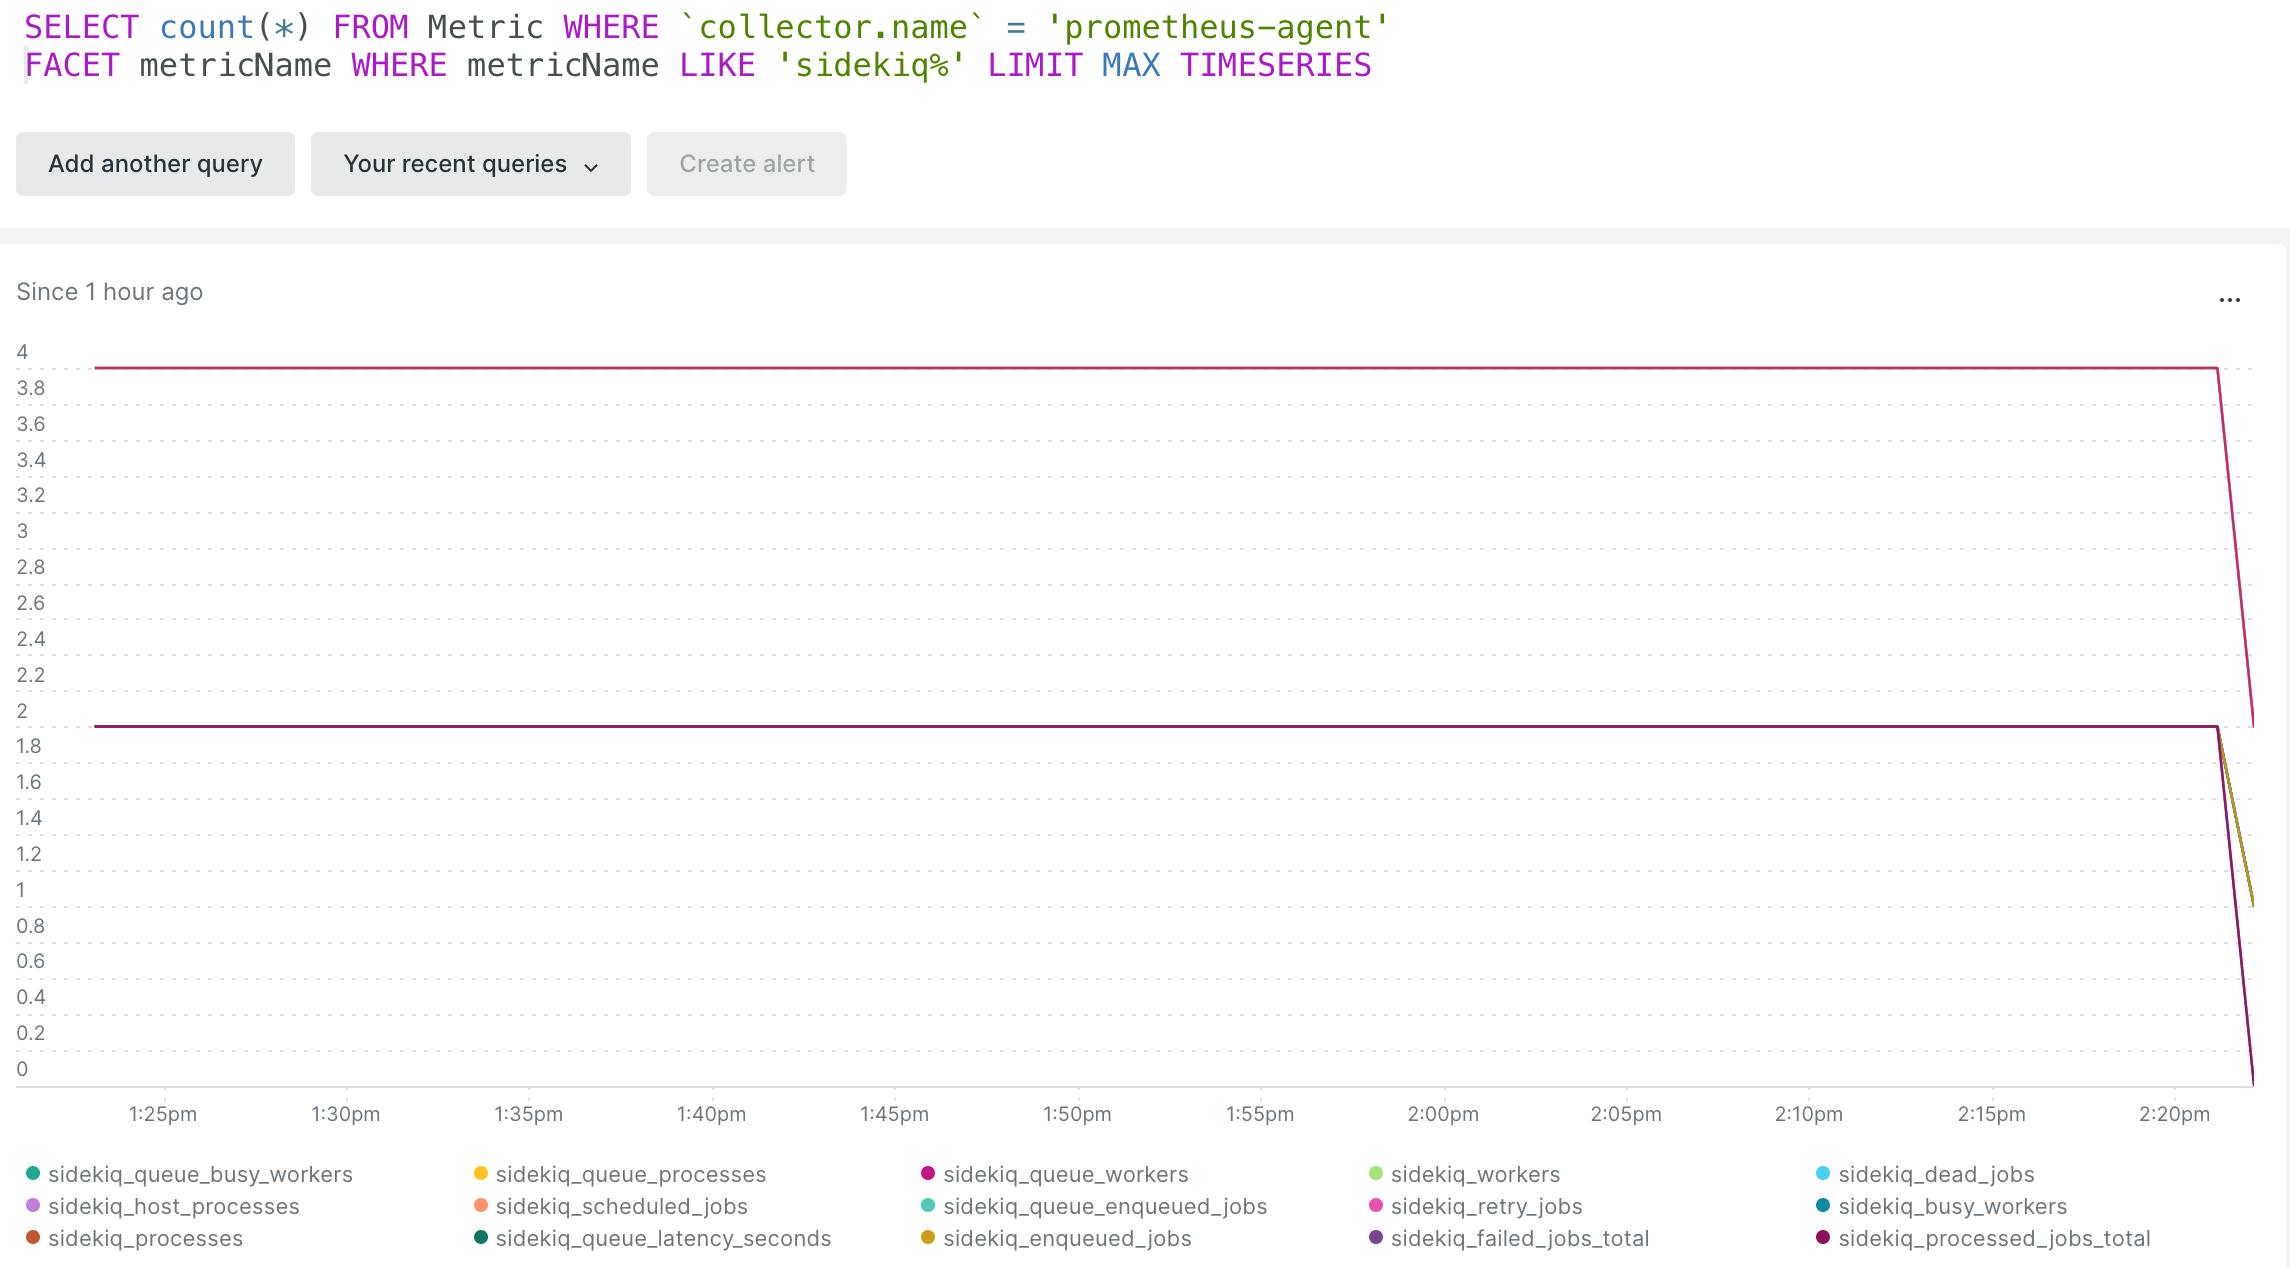 SELECT count(*) FROM Metric WHERE `collector.name` = 'prometheus-agent'
FACET metricName WHERE metricName LIKE 'sidekiq%' LIMIT MAX TIMESERIES
Add another query Your recent queries Create alert
Since 1 hour ago
...
4
3.8
3.6
3.4
3.2
3
2.8
2.6
2.4
2.2
2
1.8
1.6
1.4
1.2
1
0.8
0.6
0.4
0.2
0
1:25pm 1:30pm 1:35pm 1:40pm 1:45pm 1:50pm 1:55pm 2:00pm 2:05pm 2:10pm 2:15pm 2:20pm
sidekiq_queue_busy_workers sidekiq_queue_processes sidekiq_queue_workers sidekiq_workers sidekiq_dead_jobs
sidekiq_host_processes sidekiq_scheduled_jobs sidekiq_queue_enqueued_jobs sidekiq_retry_jobs sidekiq_busy_workers
sidekiq_processes sidekiq_queue_latency_seconds sidekiq_enqueued_jobs sidekiq_failed_jobs_total sidekiq_processed_jobs_total